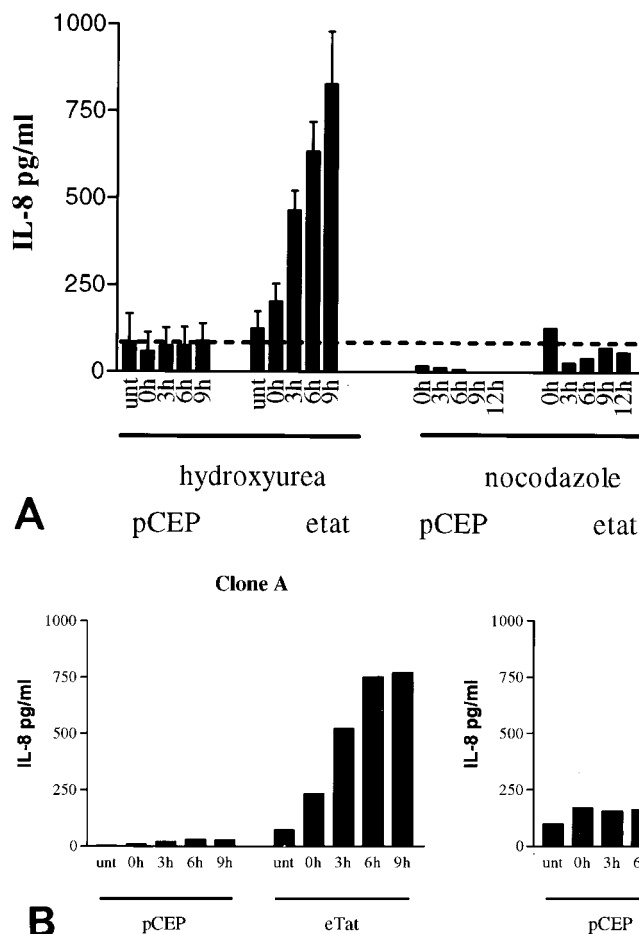 1000
750
500
250
0
IL-8 pg/ml
unt 0h 3h 6h 9h unt 0h 3h 6h 9h 0h 3h 6h 9h 12h 0h 3h 6h 9h 12h
hydroxyurea nocodazole
A pCEP etat pCEP etat
Clone A
1000
750
500
250
0
IL-8 pg/ml
unt 0h 3h 6h 9h unt 0h 3h 6h 9h
pCEP eTat
1000
750
500
250
0
IL-8 pg/ml
unt 0h 3h
pCEP
B